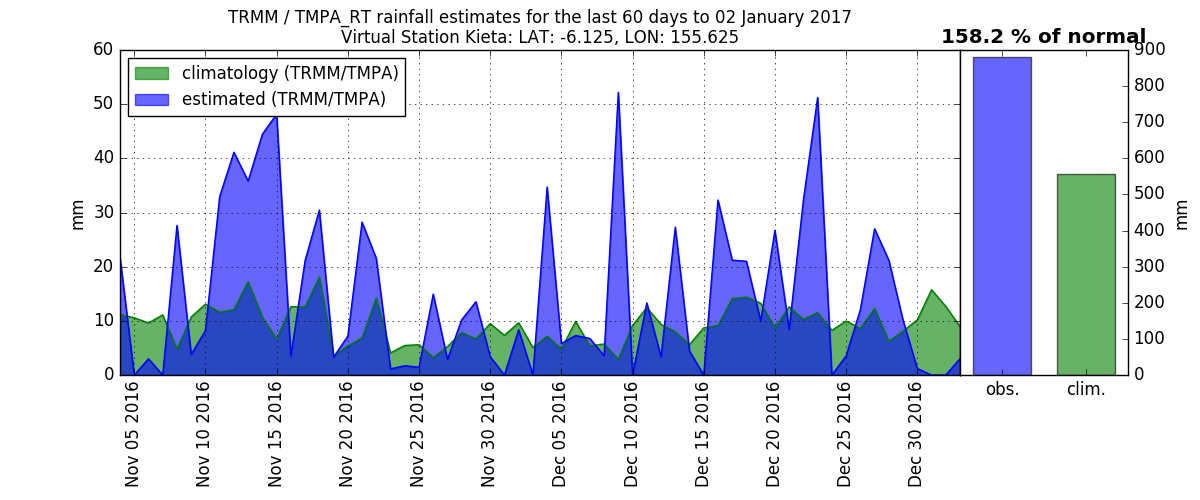 TRMM / TMPA_RT rainfall estimates for the last 60 days to 02 January 2017
Virtual Station Kieta: LAT: -6.125, LON: 155.625
158.2 % of normal
climatology (TRMM/TMPA)
estimated (TRMM/TMPA)
60
50
40
30
20
10
0
mm
Nov 05 2016
Nov 10 2016
Nov 15 2016
Nov 20 2016
Nov 25 2016
Nov 30 2016
Dec 05 2016
Dec 10 2016
Dec 15 2016
Dec 20 2016
Dec 25 2016
Dec 30 2016
900
800
700
600
500
400
300
200
100
0
mm
obs.
clim.